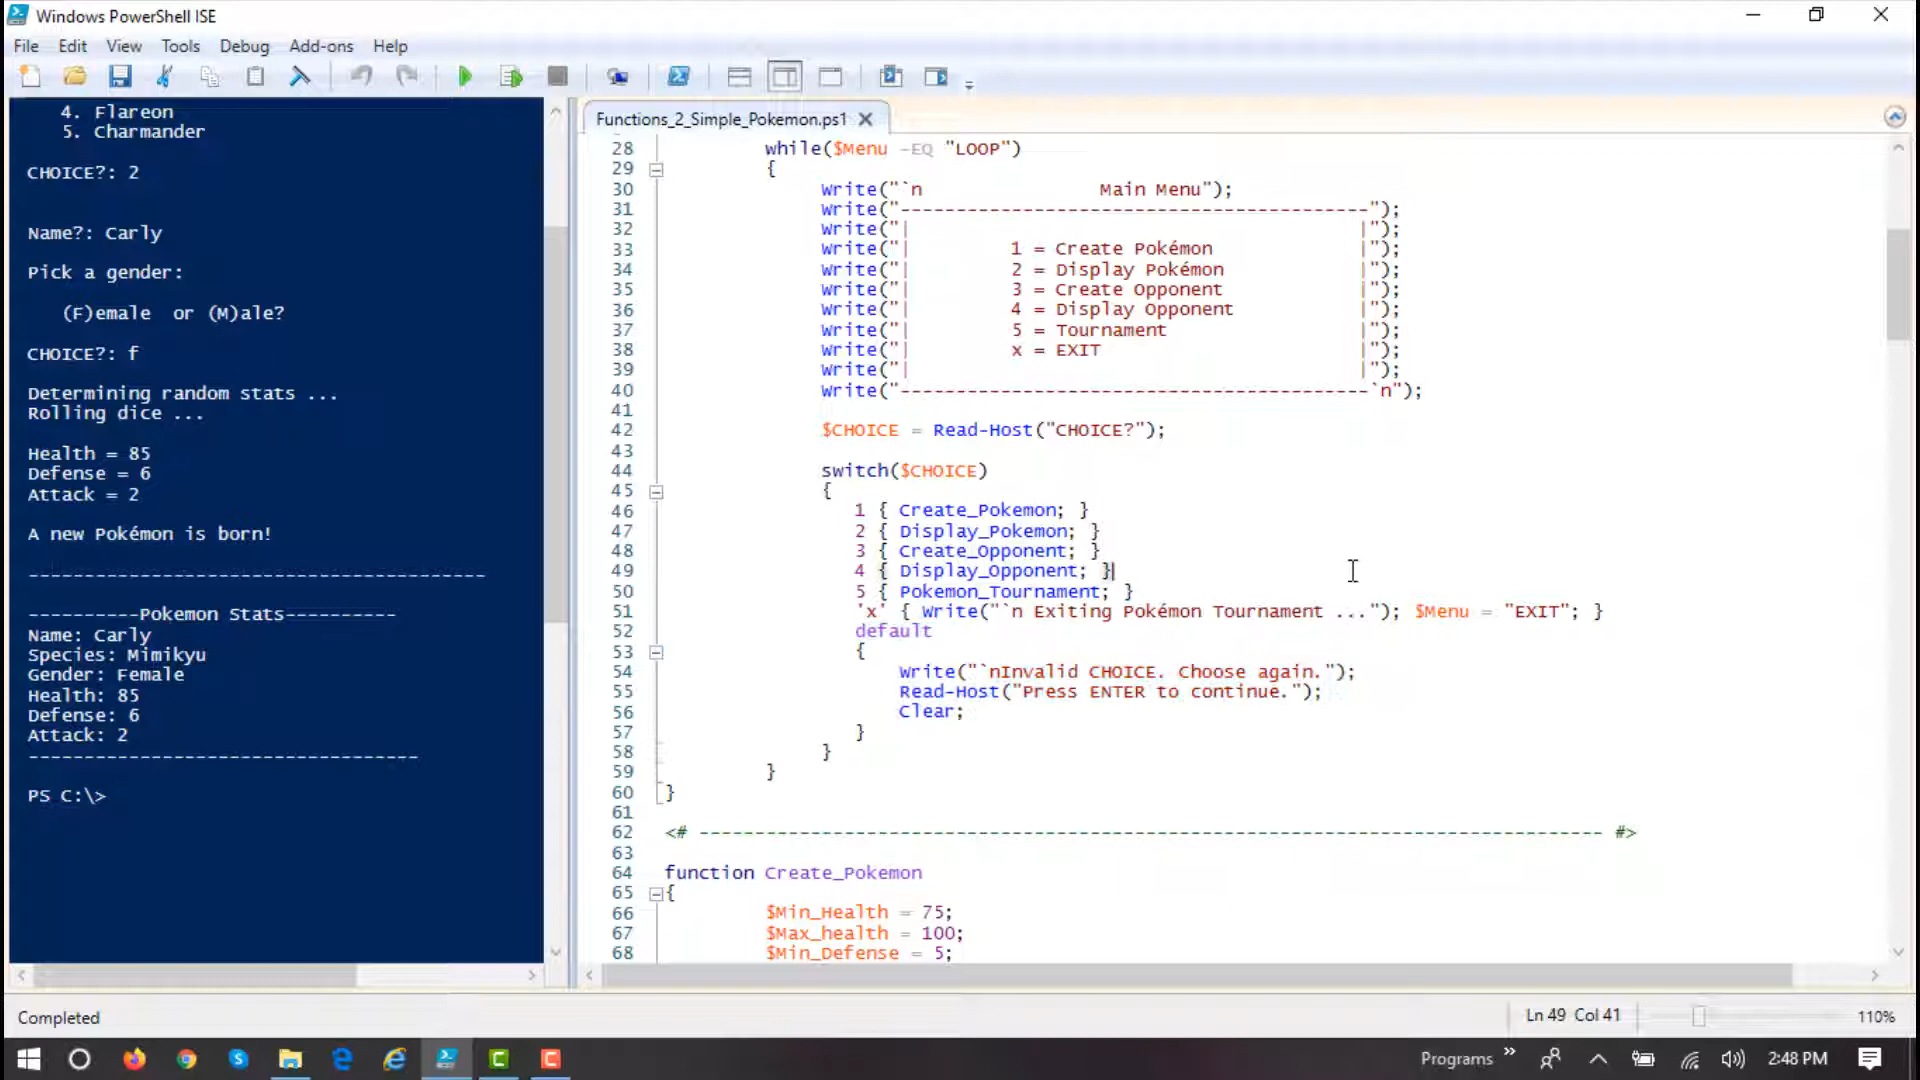 Windows PowerShell ISE
File Edit View Tools Debug Add-ons Help
4. Flareon
5. Charmander
CHOICE?: 2
Name?: Carly
Pick a gender:
(F)emale or (M)ale?
CHOICE?: f
Determining random stats ...
Rolling dice ...
Health = 85
Defense = 6
Attack = 2
A new Pokémon is born!
-----------------------------------------
----------Pokemon Stats----------
Name: Carly
Species: Mimikyu
Gender: Female
Health: 85
Defense: 6
Attack: 2
-----------------------------------
PS C:\>
Functions_2_Simple_Pokemon.ps1
28 while($Menu -EQ "LOOP")
29 {
30 Write("`n Main Menu");
31 Write("------------------------------------------");
32 Write("| |");
33 Write("| 1 = Create Pokémon |");
34 Write("| 2 = Display Pokémon |");
35 Write("| 3 = Create Opponent |");
36 Write("| 4 = Display Opponent |");
37 Write("| 5 = Tournament |");
38 Write("| x = EXIT |");
39 Write("| |");
40 Write("------------------------------------------`n");
41
42 $CHOICE = Read-Host("CHOICE?");
43
44 switch($CHOICE)
45 {
46 1 { Create_Pokemon; }
47 2 { Display_Pokemon; }
48 3 { Create_Opponent; }
49 4 { Display_Opponent; }
50 5 { Pokemon_Tournament; }
51 'x' { Write("`n Exiting Pokémon Tournament ..."); $Menu = "EXIT"; }
52 default
53 {
54 Write("`nInvalid CHOICE. Choose again.");
55 Read-Host("Press ENTER to continue.");
56 Clear;
57 }
58 }
59 }
60 }
61
62 <# --------------------------------------------------------------------------------- #>
63
64 function Create_Pokemon
65 {
66 $Min_Health = 75;
67 $Max_health = 100;
68 $Min_Defense = 5;
Completed
Ln 49 Col 41
110%
Programs
2:48 PM